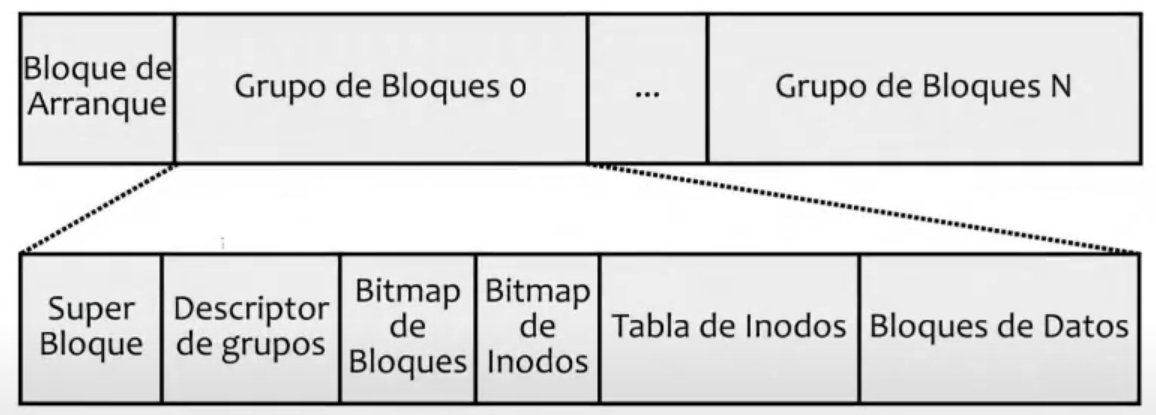 Bloque de
Arranque
Grupo de Bloques 0
...
Grupo de Bloques N
Super
Bloque
Descriptor
de grupos
Bitmap
de
Bloques
Bitmap
de
Inodos
Tabla de Inodos
Bloques de Datos